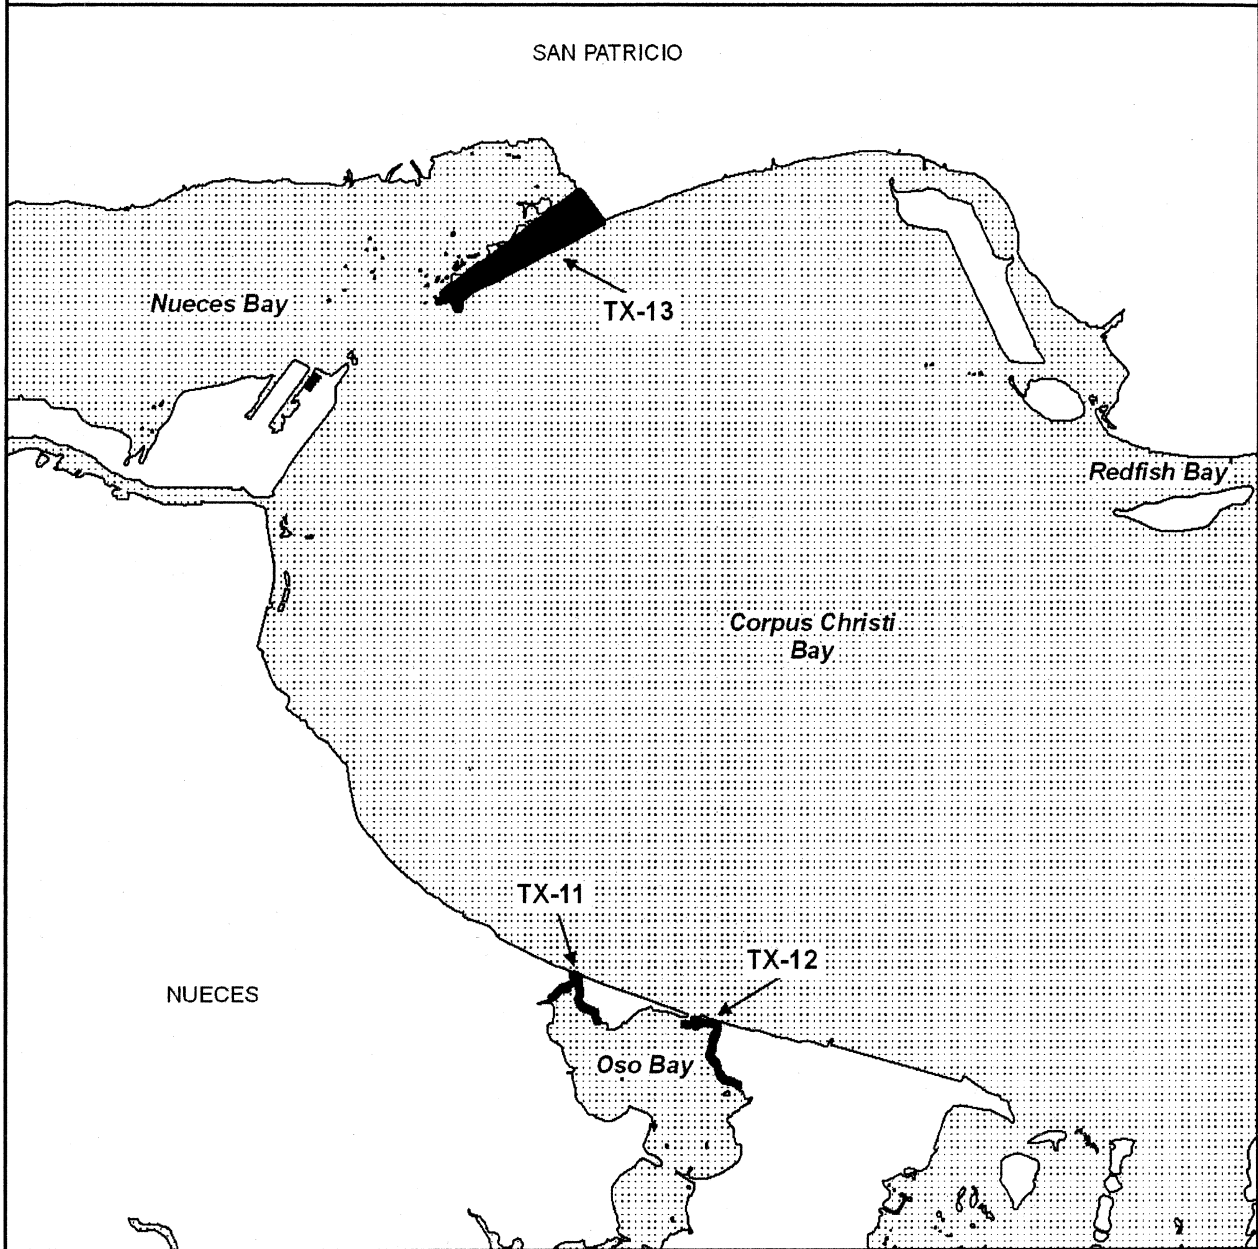 SAN PATRICIO
Nueces Bay
TX-13
Redfish Bay
Corpus Christi
Bay
TX-11
TX-12
NUECES
Oso Bay